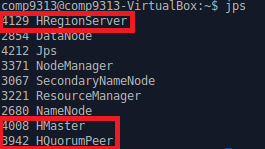 comp9313@comp9313-VirtualBox:~$ jps
4129 HRegionServer
2854 DataNode
4212 Jps
3371 NodeManager
3067 SecondaryNameNode
3221 ResourceManager
2680 NameNode
4008 HMaster
3942 HQuorumPeer